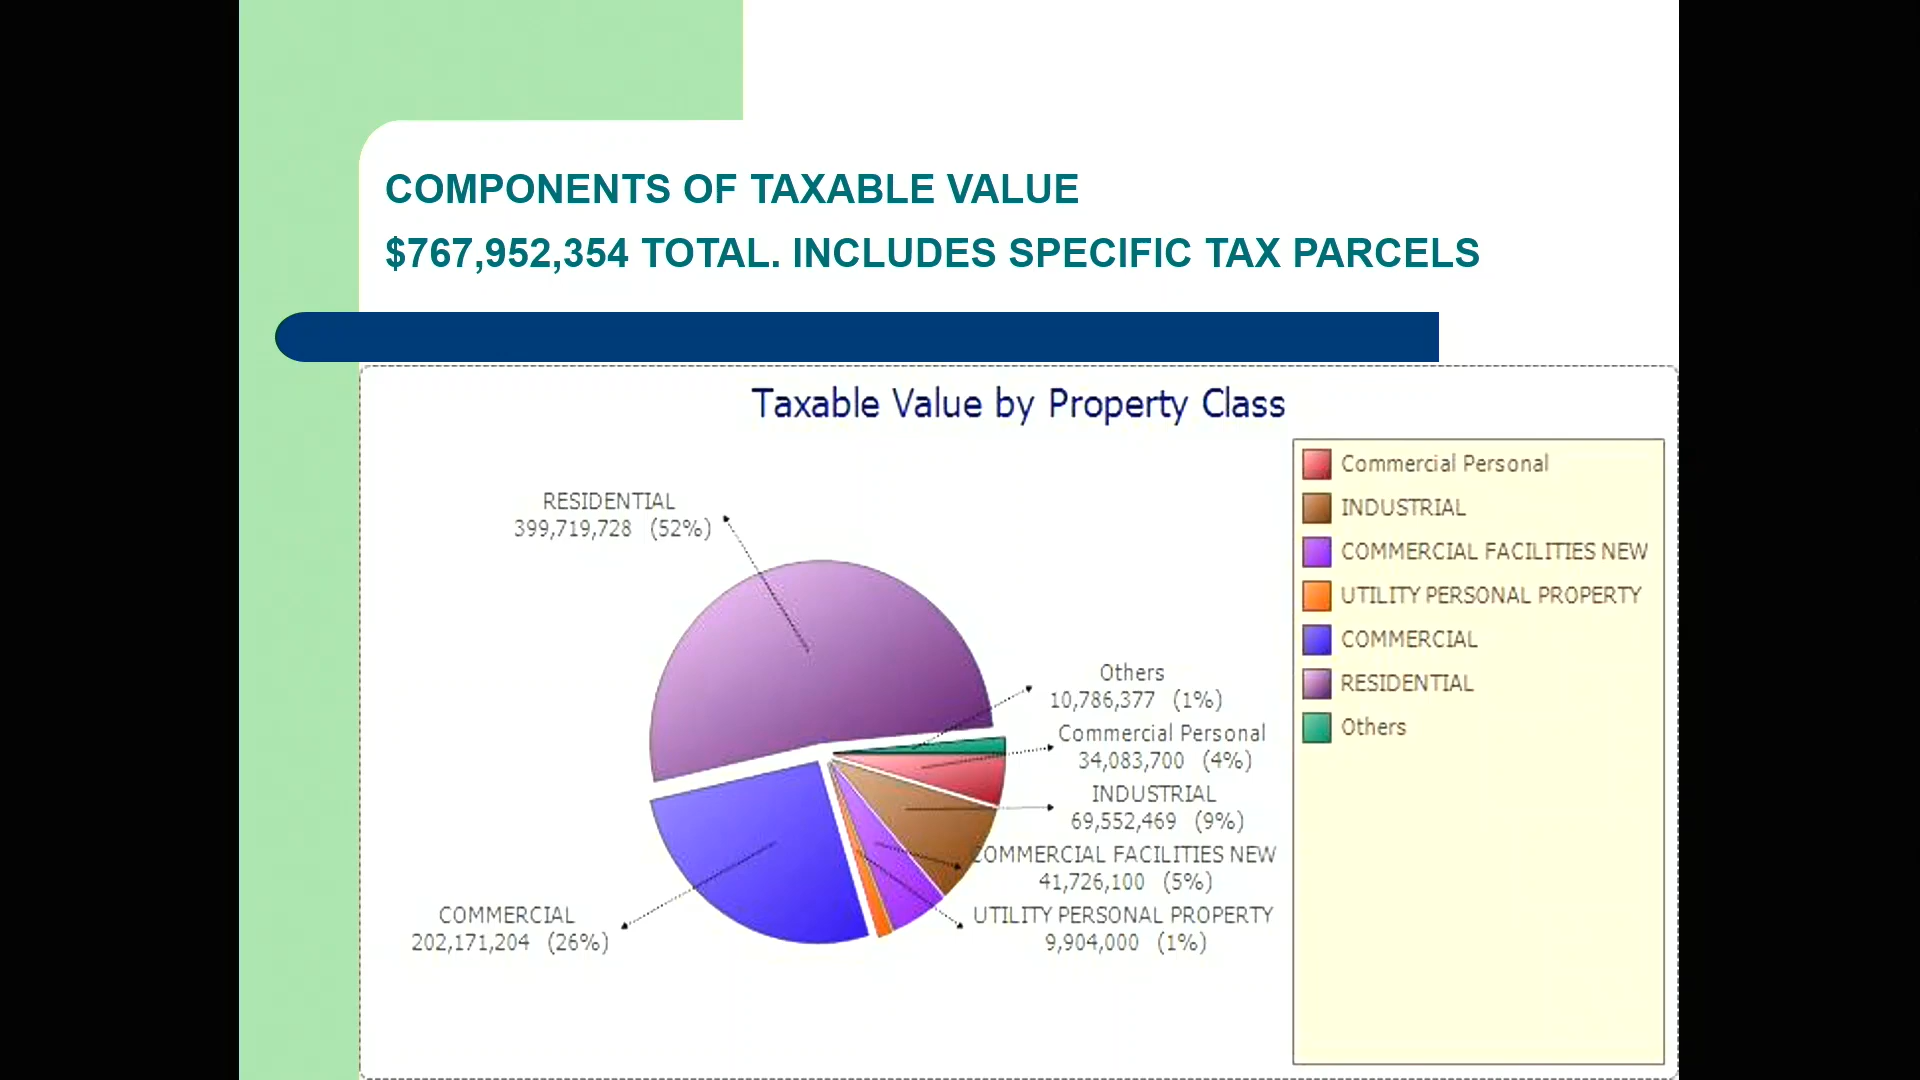 COMPONENTS OF TAXABLE VALUE
$767,952,354 TOTAL. INCLUDES SPECIFIC TAX PARCELS
Taxable Value by Property Class
RESIDENTIAL
399,719,728 (52%)
Others
10,786,377 (1%)
Commercial Personal
34,083,700 (4%)
INDUSTRIAL
69,552,469 (9%)
COMMERCIAL FACILITIES NEW
41,726,100 (5%)
UTILITY PERSONAL PROPERTY
9,904,000 (1%)
COMMERCIAL
202,171,204 (26%)
Commercial Personal
INDUSTRIAL
COMMERCIAL FACILITIES NEW
UTILITY PERSONAL PROPERTY
COMMERCIAL
RESIDENTIAL
Others